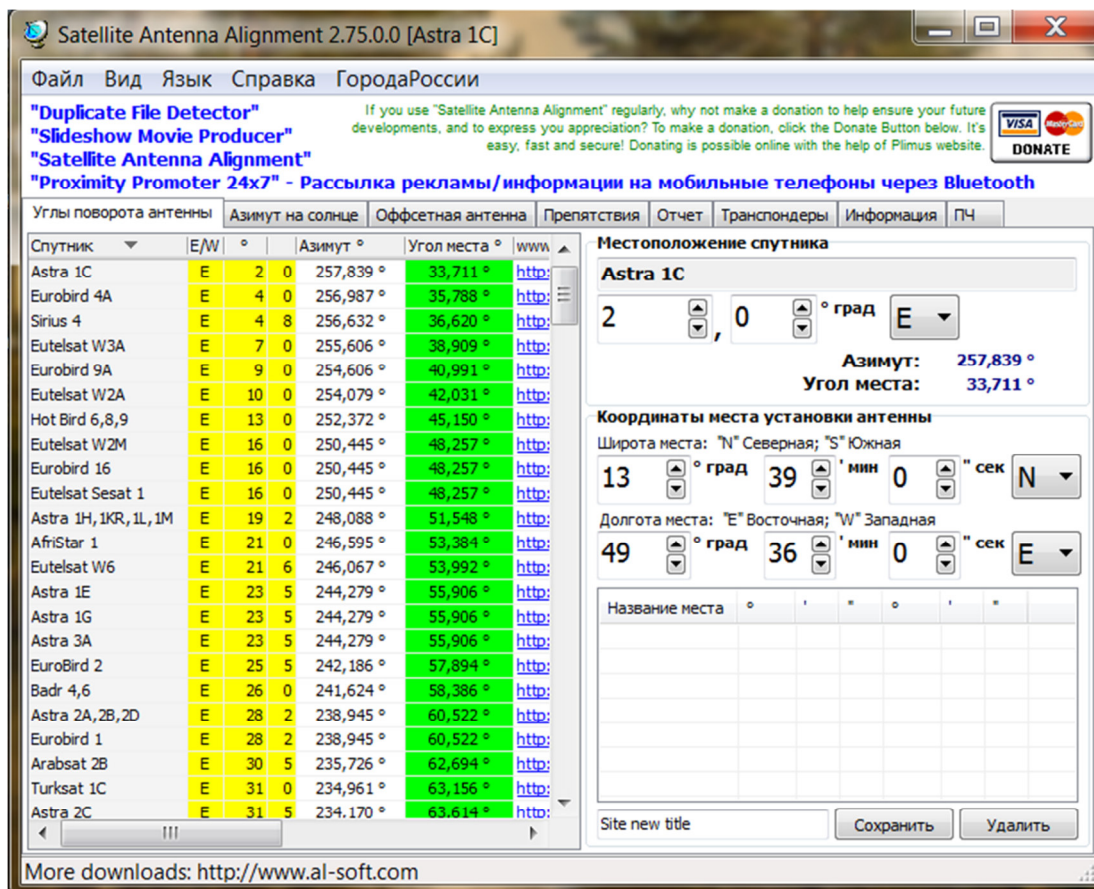 Satellite Antenna Alignment 2.75.0.0 [Astra 1C]
Файл Вид Язык Справка ГородаРоссии
"Duplicate File Detector"
"Slideshow Movie Producer"
"Satellite Antenna Alignment"
If you use "Satellite Antenna Alignment" regularly, why not make a donation to help ensure your future
developments, and to express you appreciation? To make a donation, click the Donate Button below. It's
easy, fast and secure! Donating is possible online with the help of Plimus website.
VISA MasterCard
DONATE
"Proximity Promoter 24x7" - Рассылка рекламы/информации на мобильные телефоны через Bluetooth
Углы поворота антенны Азимут на солнце Оффсетная антенна Препятствия Отчет Транспондеры Информация ПЧ
Спутник E/W ° Азимут ° Угол места ° www
Astra 1C E 2 0 257,839 ° 33,711 ° http:
Eurobird 4A E 4 0 256,987 ° 35,788 ° http:
Sirius 4 E 4 8 256,632 ° 36,620 ° http:
Eutelsat W3A E 7 0 255,606 ° 38,909 ° http:
Eurobird 9A E 9 0 254,606 ° 40,991 ° http:
Eutelsat W2A E 10 0 254,079 ° 42,031 ° http:
Hot Bird 6,8,9 E 13 0 252,372 ° 45,150 ° http:
Eutelsat W2M E 16 0 250,445 ° 48,257 ° http:
Eurobird 16 E 16 0 250,445 ° 48,257 ° http:
Eutelsat Sesat 1 E 16 0 250,445 ° 48,257 ° http:
Astra 1H,1KR,1L,1M E 19 2 248,088 ° 51,548 ° http:
AfriStar 1 E 21 0 246,595 ° 53,384 ° http:
Eutelsat W6 E 21 6 246,067 ° 53,992 ° http:
Astra 1E E 23 5 244,279 ° 55,906 ° http:
Astra 1G E 23 5 244,279 ° 55,906 ° http:
Astra 3A E 23 5 244,279 ° 55,906 ° http:
EuroBird 2 E 25 5 242,186 ° 57,894 ° http:
Badr 4,6 E 26 0 241,624 ° 58,386 ° http:
Astra 2A,2B,2D E 28 2 238,945 ° 60,522 ° http:
Eurobird 1 E 28 2 238,945 ° 60,522 ° http:
Arabsat 2B E 30 5 235,726 ° 62,694 ° http:
Turksat 1C E 31 0 234,961 ° 63,156 ° http:
Astra 2C E 31 5 234,170 ° 63,614 ° http:
Местоположение спутника
Astra 1C
2 , 0 ° град E
Азимут: 257,839 °
Угол места: 33,711 °
Координаты места установки антенны
Широта места: "N" Северная; "S" Южная
13 ° град 39 ' мин 0 " сек N
Долгота места: "E" Восточная; "W" Западная
49 ° град 36 ' мин 0 " сек E
Название места ° ' " ° ' "
Site new title Сохранить Удалить
More downloads: http://www.al-soft.com